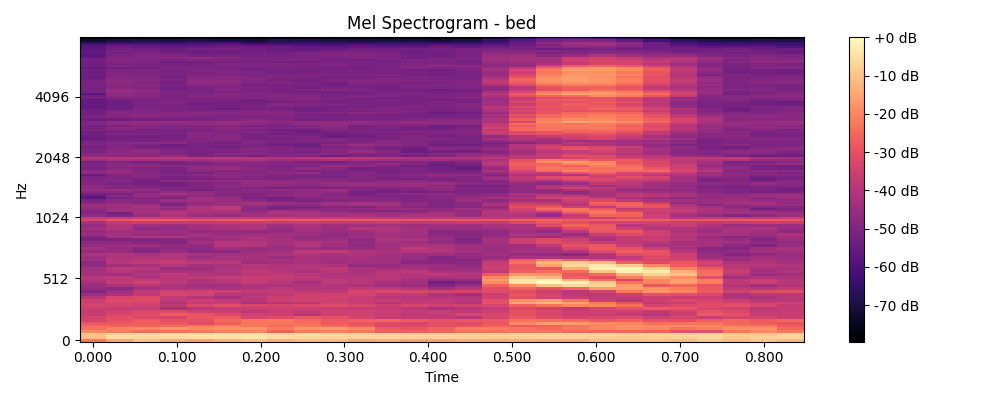 Mel Spectrogram - bed
+0 dB
-10 dB
-20 dB
-30 dB
-40 dB
-50 dB
-60 dB
-70 dB
4096
2048
1024
512
0
Hz
0.000 0.100 0.200 0.300 0.400 0.500 0.600 0.700 0.800
Time